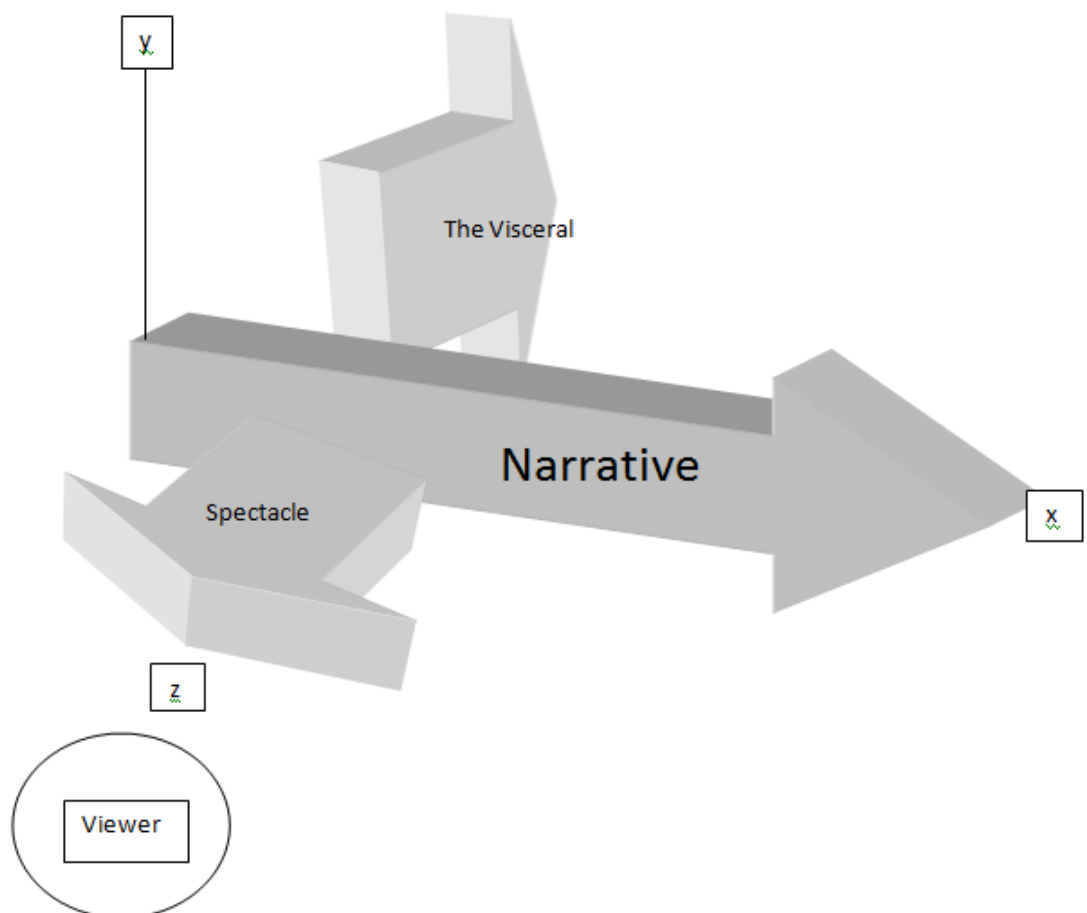 y
The Visceral
Narrative
x
Spectacle
z
Viewer